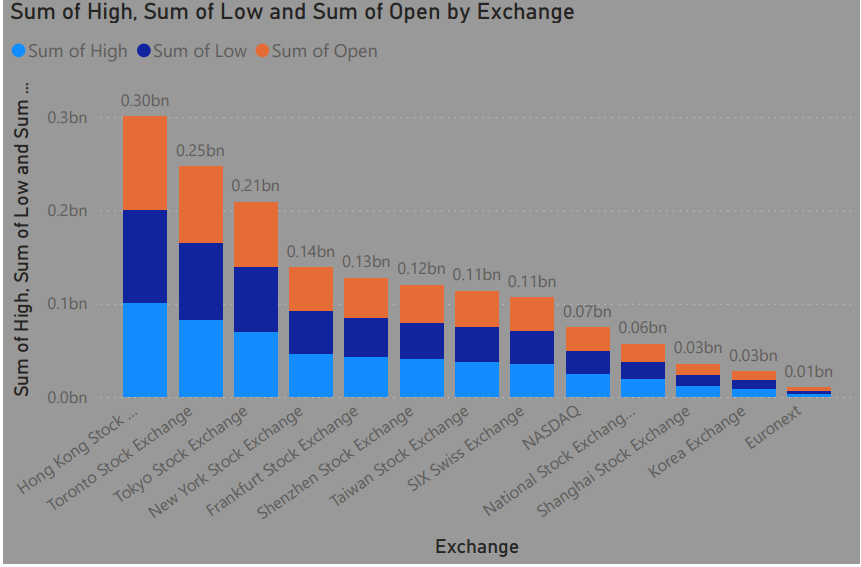 Sum of High, Sum of Low and Sum of Open by Exchange
Sum of High Sum of Low Sum of Open
Sum of High, Sum of Low and Sum ...
0.3bn
0.2bn
0.1bn
0.0bn
0.30bn
0.25bn
0.21bn
0.14bn
0.13bn
0.12bn
0.11bn
0.11bn
0.07bn
0.06bn
0.03bn
0.03bn
0.01bn
Hong Kong Stock ...
Toronto Stock Exchange
Tokyo Stock Exchange
New York Stock Exchange
Frankfurt Stock Exchange
Shenzhen Stock Exchange
Taiwan Stock Exchange
SIX Swiss Exchange
NASDAQ
National Stock Exchang...
Shanghai Stock Exchange
Korea Exchange
Euronext
Exchange